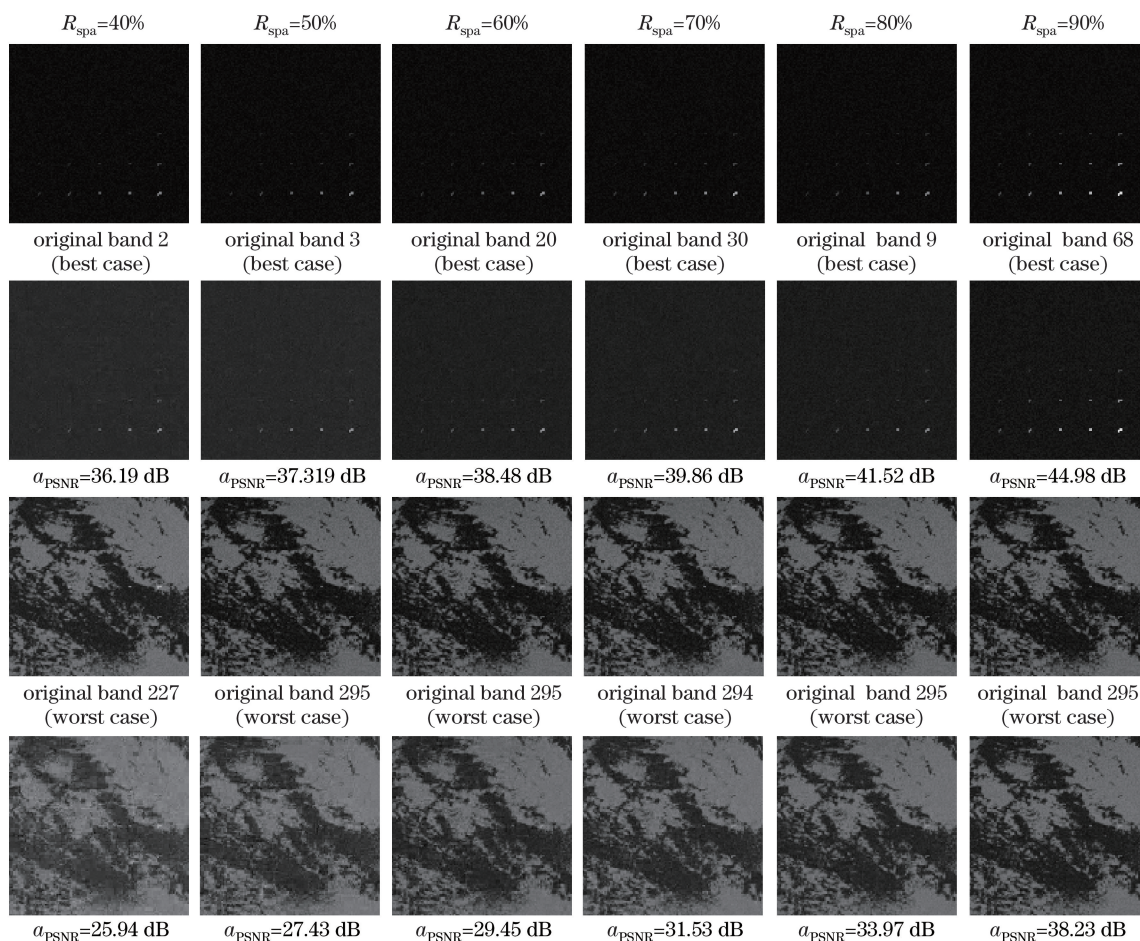 R_spa=40% R_spa=50% R_spa=60% R_spa=70% R_spa=80% R_spa=90%
original band 2 original band 3 original band 20 original band 30 original band 9 original band 68
(best case) (best case) (best case) (best case) (best case) (best case)
a_PSNR=36.19 dB a_PSNR=37.319 dB a_PSNR=38.48 dB a_PSNR=39.86 dB a_PSNR=41.52 dB a_PSNR=44.98 dB
original band 227 original band 295 original band 295 original band 294 original band 295 original band 295
(worst case) (worst case) (worst case) (worst case) (worst case) (worst case)
a_PSNR=25.94 dB a_PSNR=27.43 dB a_PSNR=29.45 dB a_PSNR=31.53 dB a_PSNR=33.97 dB a_PSNR=38.23 dB